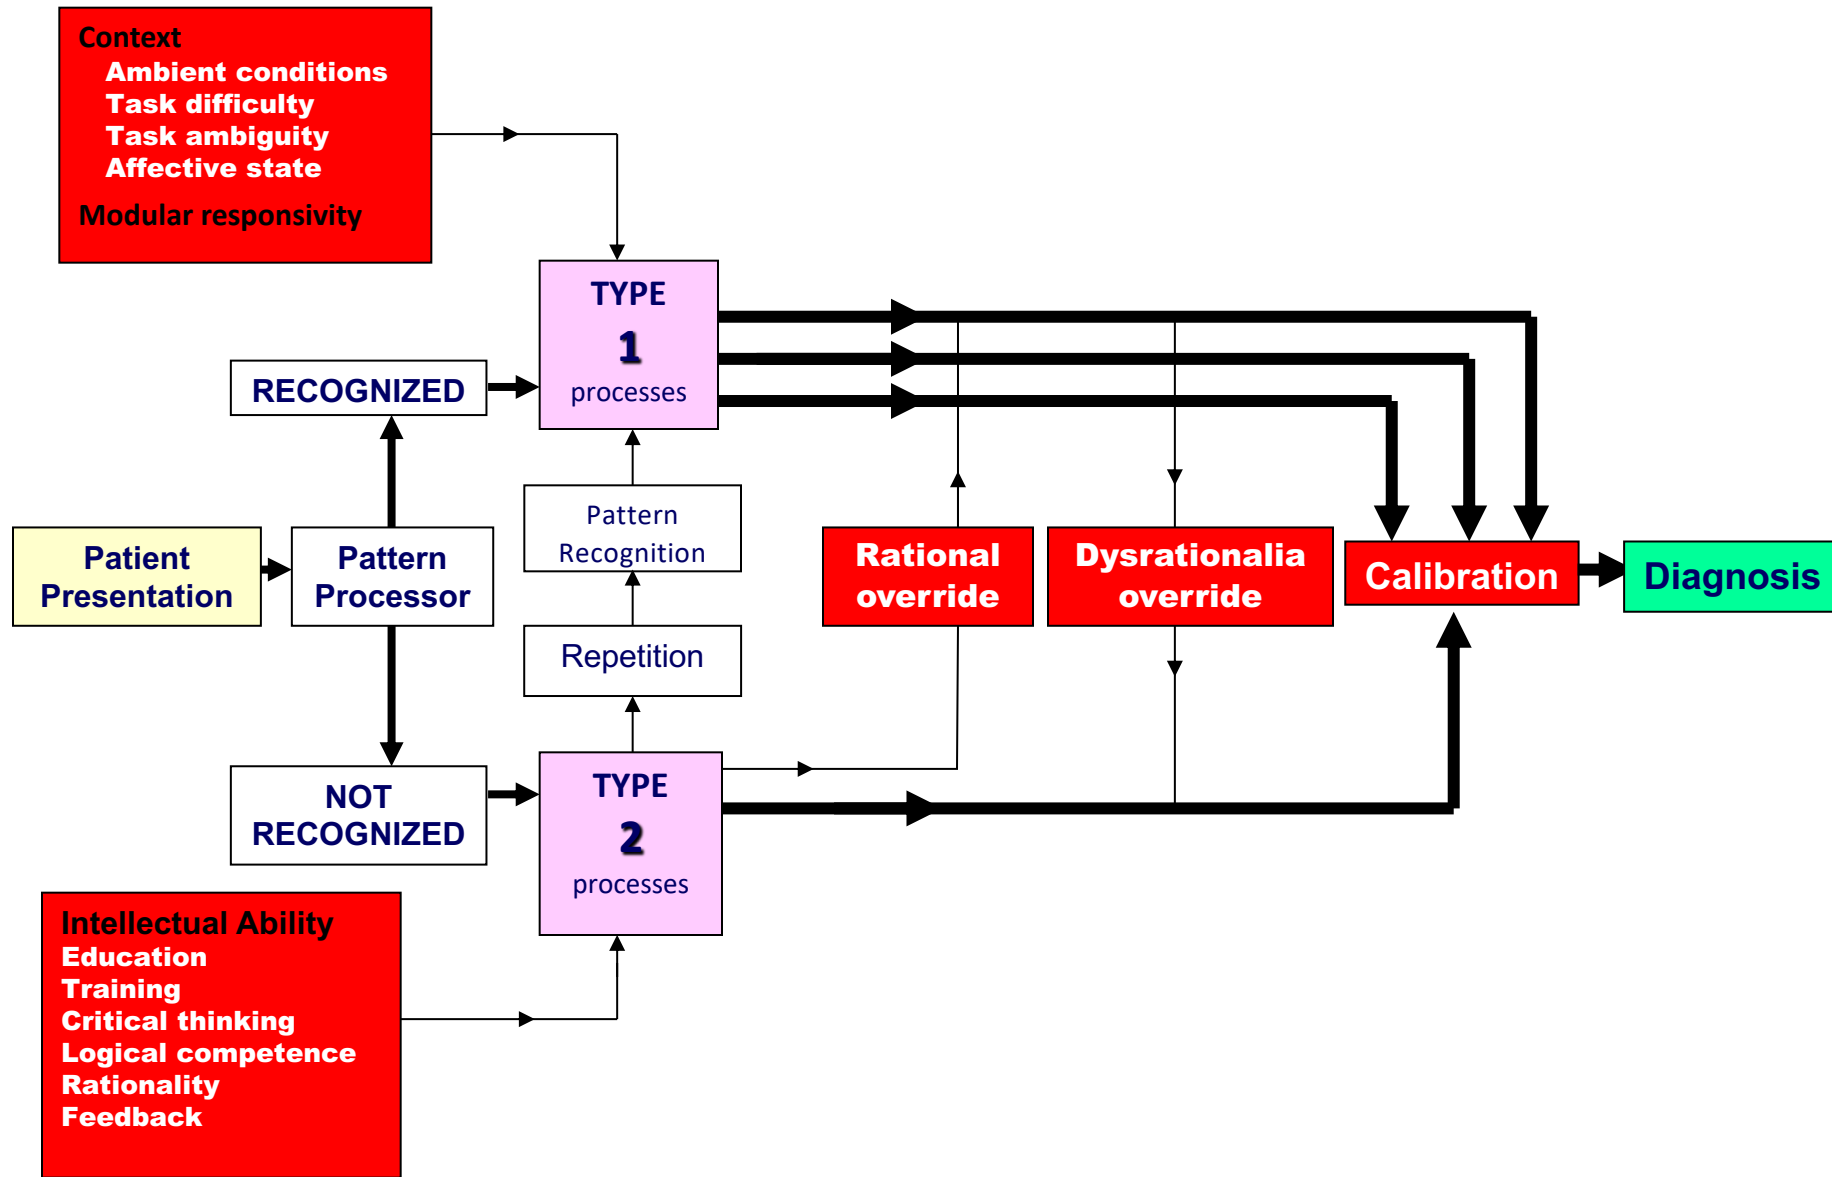 Context
Ambient conditions
Task difficulty
Task ambiguity
Affective state
Modular responsivity
TYPE
1
processes
RECOGNIZED
Pattern
Recognition
Patient
Presentation
Pattern
Processor
Rational
override
Dysrationalia
override
Calibration
Diagnosis
Repetition
NOT
RECOGNIZED
TYPE
2
processes
Intellectual Ability
Education
Training
Critical thinking
Logical competence
Rationality
Feedback